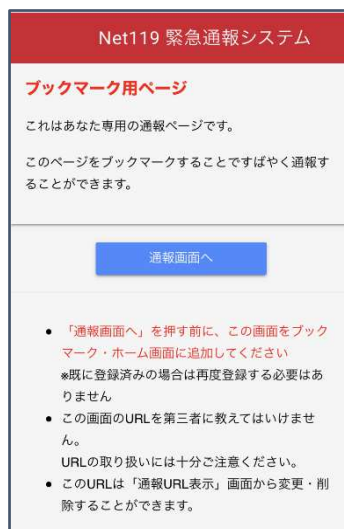 Net119 緊急通報システム
ブックマーク用ページ
これはあなた専用の通報ページです。
このページをブックマークすることですばやく通報す
ることができます。
通報画面へ
● 「通報画面へ」を押す前に、この画面をブック
マーク・ホーム画面に追加してください
※既に登録済みの場合は再度登録する必要はあ
りません
● この画面のURLを第三者に教えてはいけませ
ん。
URLの取り扱いには十分ご注意ください。
● このURLは「通報URL表示」画面から変更・削
除することができます。